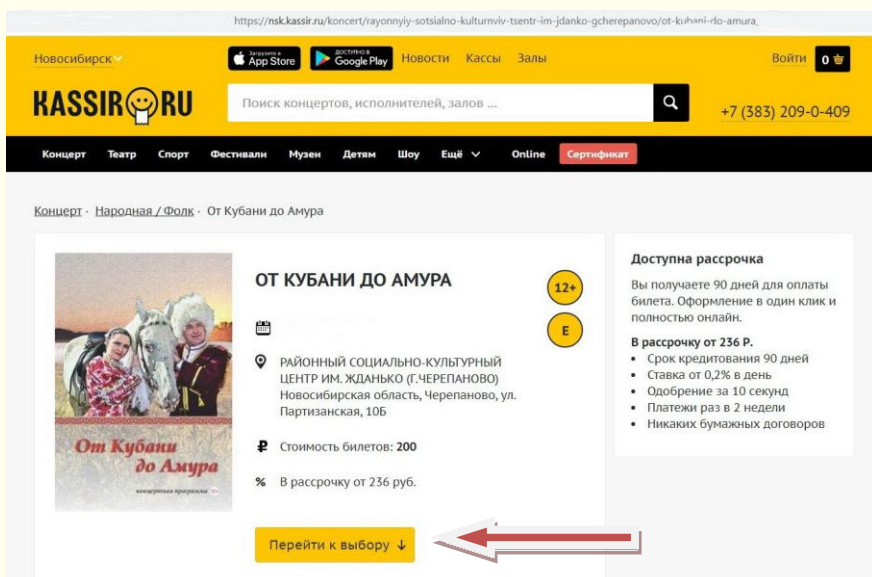 https://nsk.kassir.ru/koncert/rayonnyiy-sotsialno-kulturnviv-tsentr-im-jdanko-gcherepanovo/ot-kubani-do-amura_
Новосибирск
Загрузите в App Store
ДОСТУПНО В Google Play
Новости Кассы Залы
Войти 0
KASSIR RU
Поиск концертов, исполнителей, залов ...
+7 (383) 209-0-409
Концерт Театр Спорт Фестивали Музеи Детям Шоу Ещё Online Сертификат
Концерт · Народная / Фолк · От Кубани до Амура
От Кубани
до Амура
концертная программа
ОТ КУБАНИ ДО АМУРА
12+
Е
РАЙОННЫЙ СОЦИАЛЬНО-КУЛЬТУРНЫЙ
ЦЕНТР ИМ. ЖДАНЬКО (Г.ЧЕРЕПАНОВО)
Новосибирская область, Черепаново, ул.
Партизанская, 10Б
₽ Стоимость билетов: 200
% В рассрочку от 236 руб.
Перейти к выбору ↓
Доступна рассрочка
Вы получаете 90 дней для оплаты
билета. Оформление в один клик и
полностью онлайн.
В рассрочку от 236 Р.
• Срок кредитования 90 дней
• Ставка от 0,2% в день
• Одобрение за 10 секунд
• Платежи раз в 2 недели
• Никаких бумажных договоров